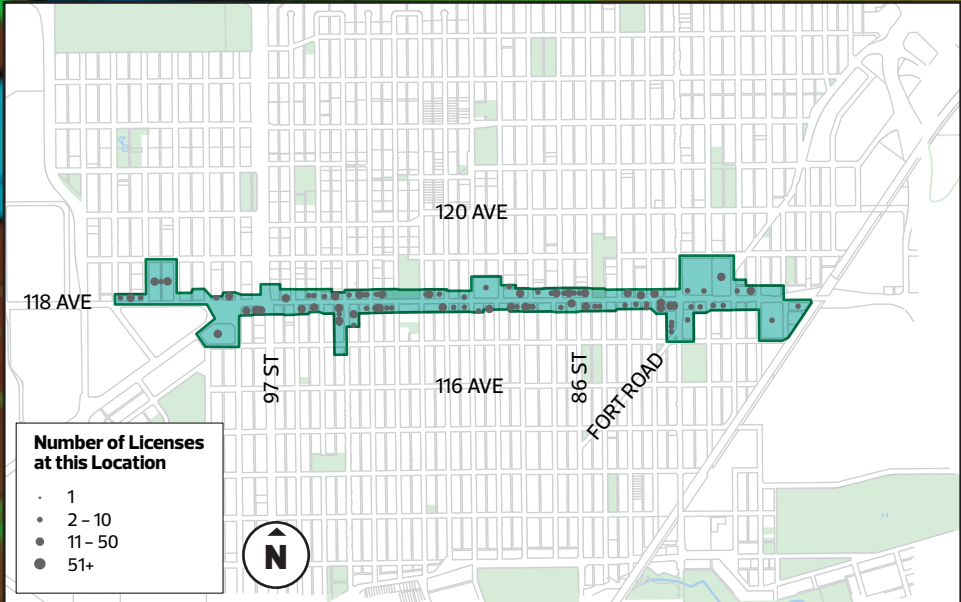 120 AVE
118 AVE
97 ST
116 AVE
86 ST
FORT ROAD
Number of Licenses
at this Location
1
2 – 10
11 – 50
51+
N